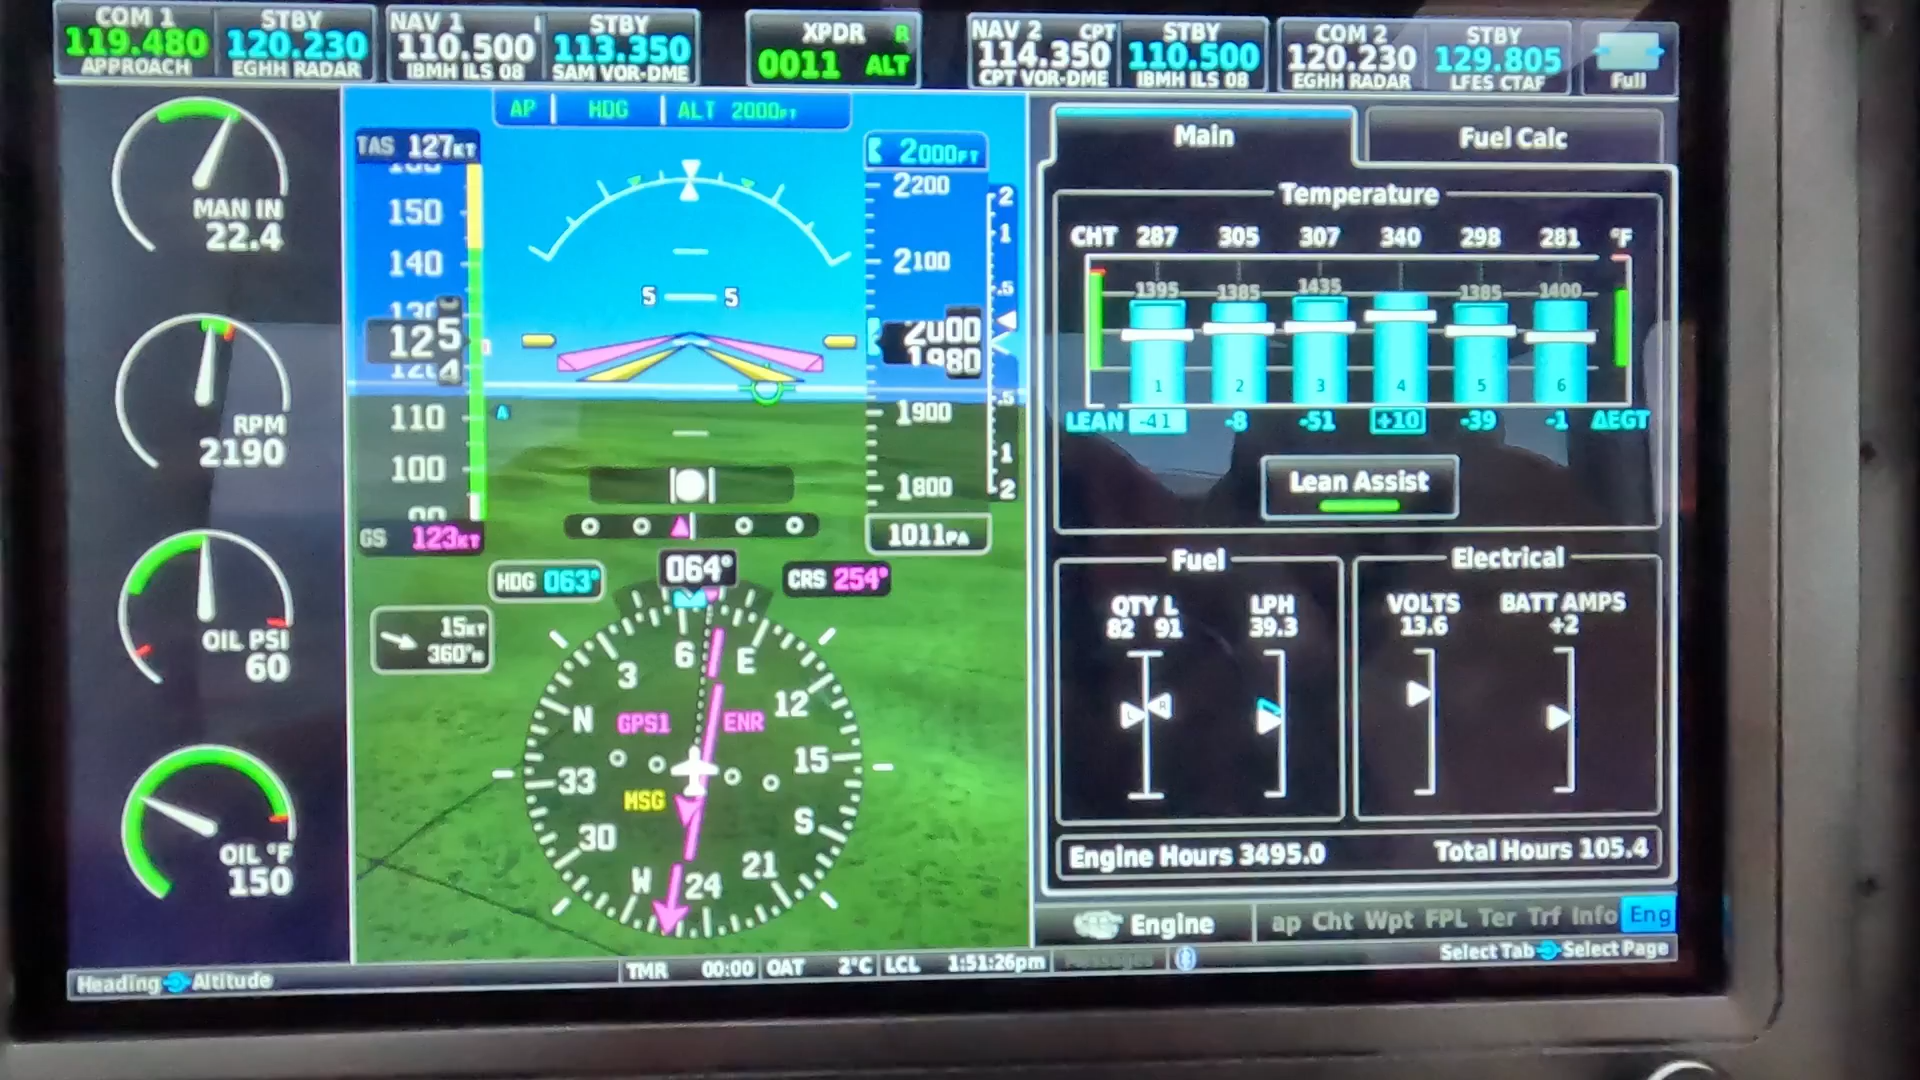 COM 1 STBY NAV 1 STBY XPDR R NAV 2 CPT STBY COM 2 STBY
119.480 120.230 110.500 113.350 0011 ALT 114.350 110.500 120.230 129.805 Full
APPROACH EGHH RADAR IBMH ILS 08 SAM VOR-DME CPT VOR-DME IBMH ILS 08 EGHH RADAR LFES CTAF
AP HDG ALT 2000FT
MAN IN
22.4
RPM
2190
OIL PSI
60
OIL °F
150
TAS 127KT
150
140
125
110
100
GS 123KT
5 5
A
2000FT
2200
2100
2000
1980
1900
1800
2
1
.5
.5
1
2
1011PA
HDG 063° 064° CRS 254°
15KT
360°M
N 3 6 E 12 15 S 21 24 W 30 33
GPS1 ENR
MSG
Main Fuel Calc
Temperature
CHT 287 305 307 340 298 281 °F
1395 1385 1435 1385 1400
1 2 3 4 5 6
LEAN -41 -8 -51 +10 -39 -1 ΔEGT
Lean Assist
Fuel
QTY L LPH
82 91 39.3
L R
Electrical
VOLTS BATT AMPS
13.6 +2
Engine Hours 3495.0 Total Hours 105.4
Engine ap Cht Wpt FPL Ter Trf Info Eng
Heading Altitude TMR 00:00 OAT 2°C LCL 1:51:26pm Messages Select Tab Select Page